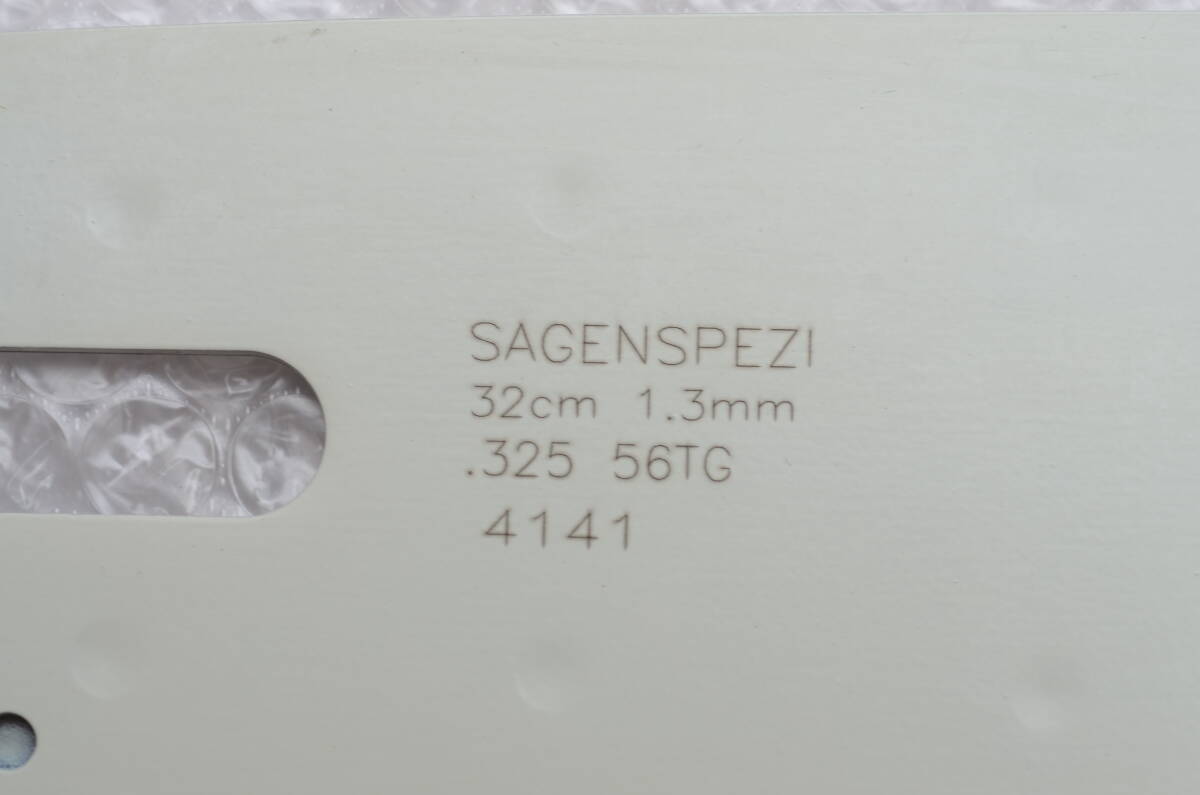 SAGENSPEZI
32cm 1.3mm
.325 56TG
4141